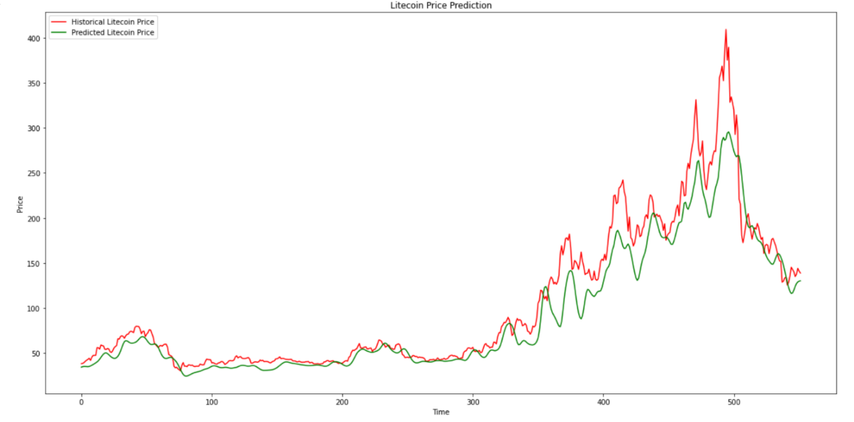 Litecoin Price Prediction
Historical Litecoin Price
Predicted Litecoin Price
400
350
300
250
200
150
100
50
Price
0 100 200 300 400 500
Time